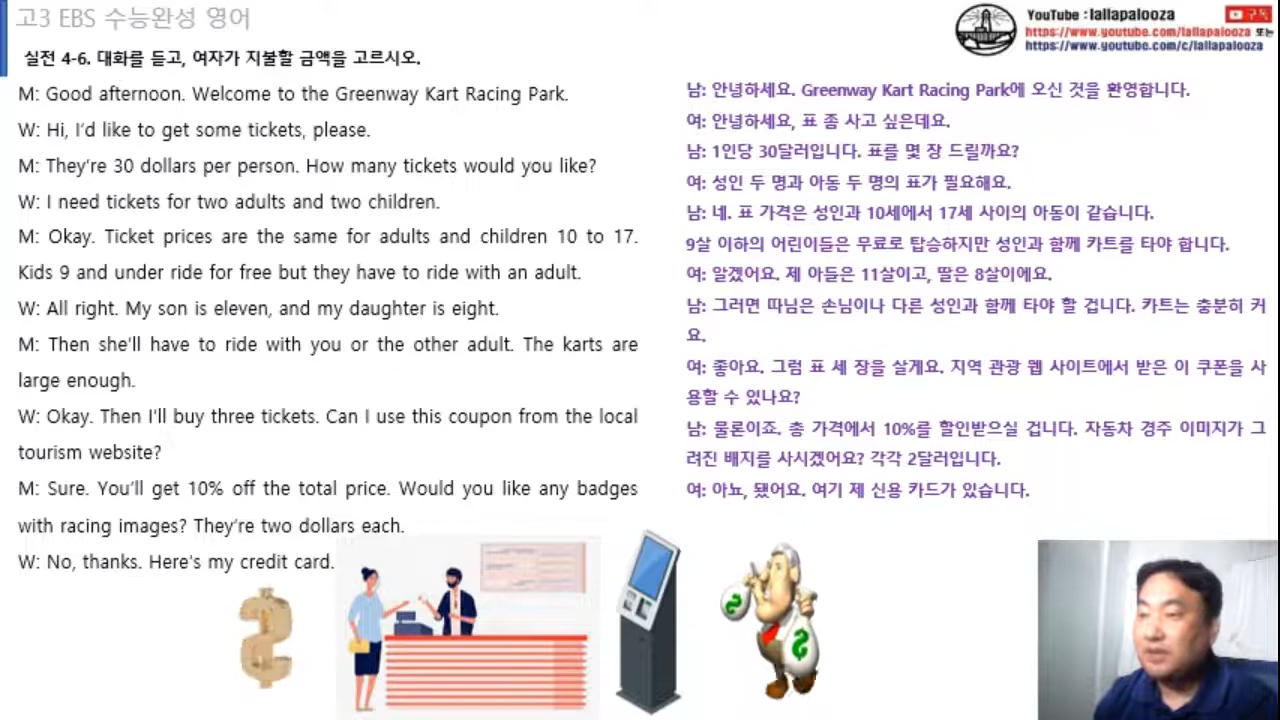 고3 EBS 수능완성 영어
YouTube : lallapalooza
구독
https://www.youtube.com/lallapalooza 또는
https://www.youtube.com/c/lallapalooza
실전 4-6. 대화를 듣고, 여자가 지불할 금액을 고르시오.
M: Good afternoon. Welcome to the Greenway Kart Racing Park.
W: Hi, I'd like to get some tickets, please.
M: They're 30 dollars per person. How many tickets would you like?
W: I need tickets for two adults and two children.
M: Okay. Ticket prices are the same for adults and children 10 to 17.
Kids 9 and under ride for free but they have to ride with an adult.
W: All right. My son is eleven, and my daughter is eight.
M: Then she'll have to ride with you or the other adult. The karts are
large enough.
W: Okay. Then I'll buy three tickets. Can I use this coupon from the local
tourism website?
M: Sure. You'll get 10% off the total price. Would you like any badges
with racing images? They're two dollars each.
W: No, thanks. Here's my credit card.
남: 안녕하세요. Greenway Kart Racing Park에 오신 것을 환영합니다.
여: 안녕하세요, 표 좀 사고 싶은데요.
남: 1인당 30달러입니다. 표를 몇 장 드릴까요?
여: 성인 두 명과 아동 두 명의 표가 필요해요.
남: 네. 표 가격은 성인과 10세에서 17세 사이의 아동이 같습니다.
9살 이하의 어린이들은 무료로 탑승하지만 성인과 함께 카트를 타야 합니다.
여: 알겠어요. 제 아들은 11살이고, 딸은 8살이에요.
남: 그러면 따님은 손님이나 다른 성인과 함께 타야 할 겁니다. 카트는 충분히 커
요.
여: 좋아요. 그럼 표 세 장을 살게요. 지역 관광 웹 사이트에서 받은 이 쿠폰을 사
용할 수 있나요?
남: 물론이죠. 총 가격에서 10%를 할인받으실 겁니다. 자동차 경주 이미지가 그
려진 배지를 사시겠어요? 각각 2달러입니다.
여: 아뇨, 됐어요. 여기 제 신용 카드가 있습니다.